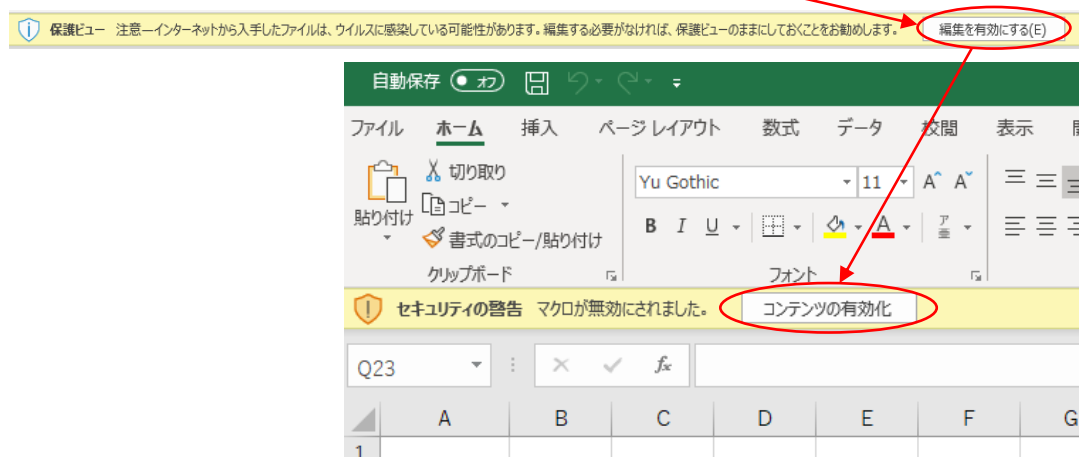 保護ビュー 注意―インターネットから入手したファイルは、ウイルスに感染している可能性があります。編集する必要がなければ、保護ビューのままにしておくことをお勧めします。 編集を有効にする(E)
自動保存 オフ
ファイル ホーム 挿入 ページ レイアウト 数式 データ 校閲 表示
切り取り
コピー
貼り付け
書式のコピー/貼り付け
クリップボード
Yu Gothic 11 A^ Aˇ
B I U A ア亜
フォント
セキュリティの警告 マクロが無効にされました。 コンテンツの有効化
Q23 fx
A B C D E F G
1